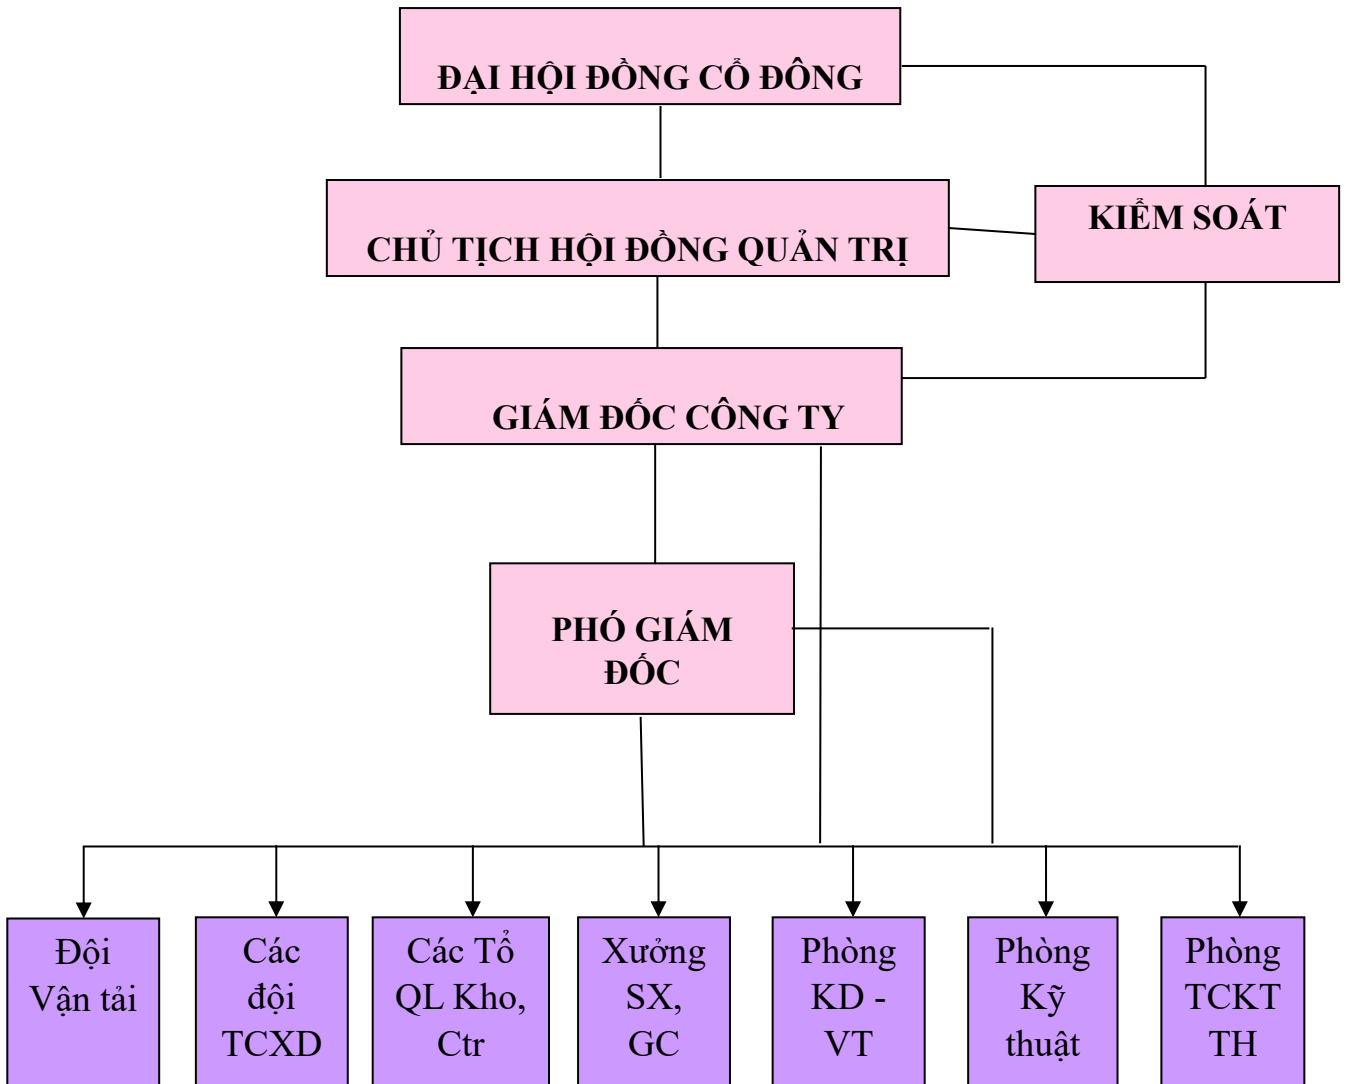 ĐẠI HỘI ĐỒNG CỔ ĐÔNG
CHỦ TỊCH HỘI ĐỒNG QUẢN TRỊ
KIỂM SOÁT
GIÁM ĐỐC CÔNG TY
PHÓ GIÁM
ĐỐC
Đội
Vận tải
Các
đội
TCXD
Các Tổ
QL Kho,
Ctr
Xưởng
SX,
GC
Phòng
KD -
VT
Phòng
Kỹ
thuật
Phòng
TCKT
TH